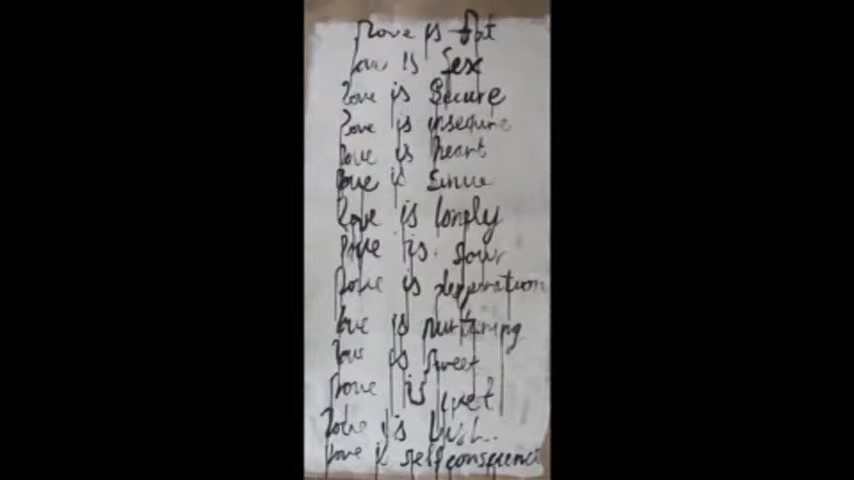 Love is fat
love is Sex
love is Secure
Love is insecure
love is heart
love is
love is lonely
love is sour
love is desperation
love is nurturing
love is sweet
love is wet
love is Lust..
love is self